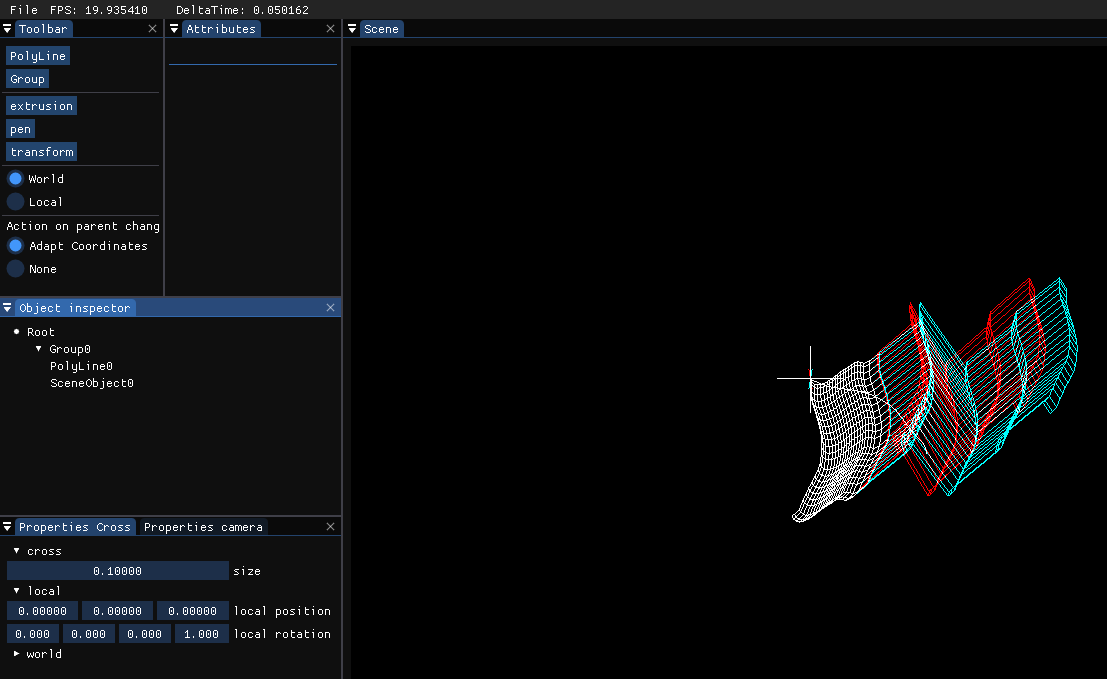 File FPS: 19.935410 DeltaTime: 0.050162
Toolbar
PolyLine
Group
extrusion
pen
transform
World
Local
Action on parent chang
Adapt Coordinates
None
Attributes
Scene
Object inspector
Root
Group0
PolyLine0
SceneObject0
Properties Cross Properties camera
cross
0.10000 size
local
0.00000 0.00000 0.00000 local position
0.000 0.000 0.000 1.000 local rotation
world